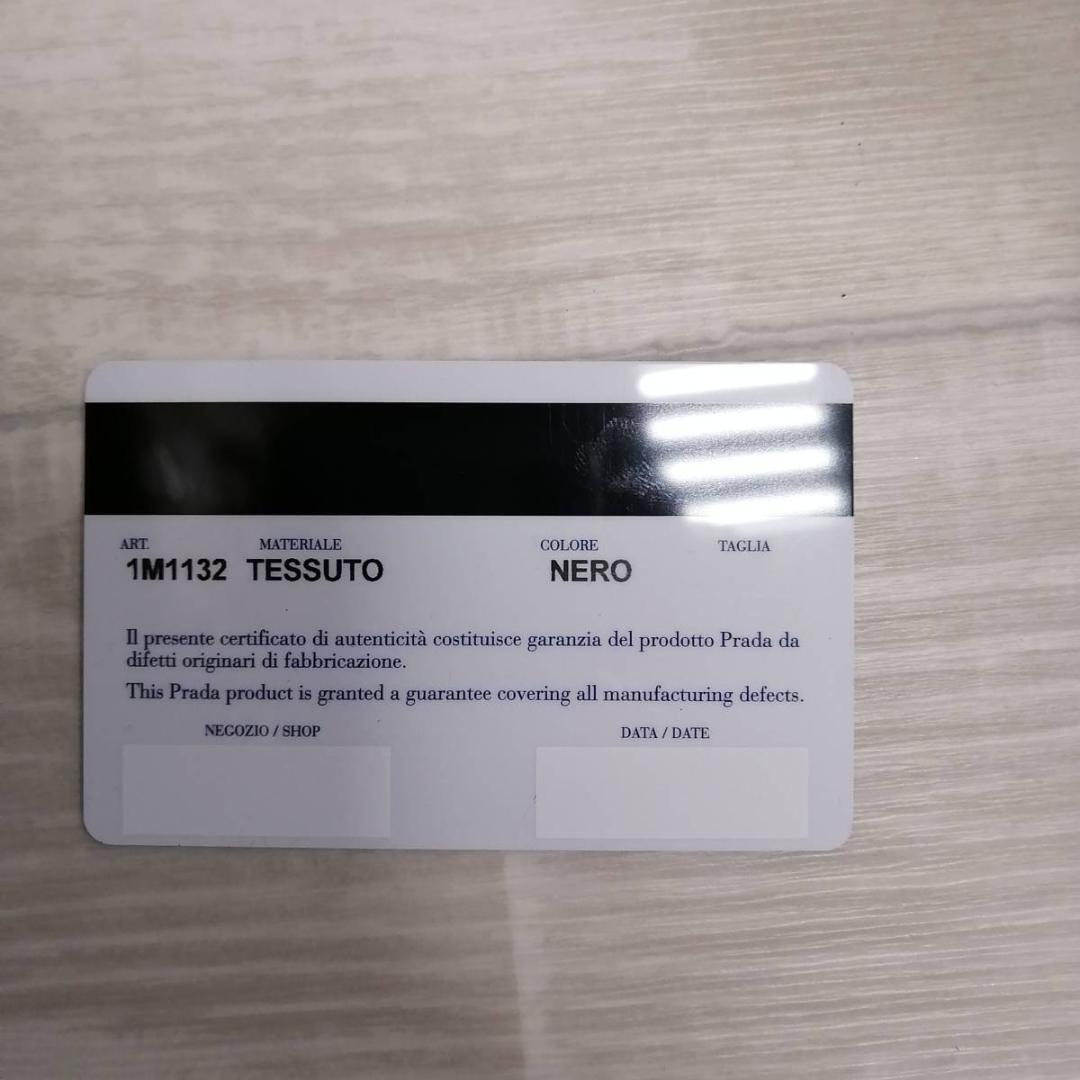 ART. MATERIALE COLORE TAGLIA
1M1132 TESSUTO NERO
Il presente certificato di autenticità costituisce garanzia del prodotto Prada da
difetti originari di fabbricazione.
This Prada product is granted a guarantee covering all manufacturing defects.
NEGOZIO / SHOP DATA / DATE